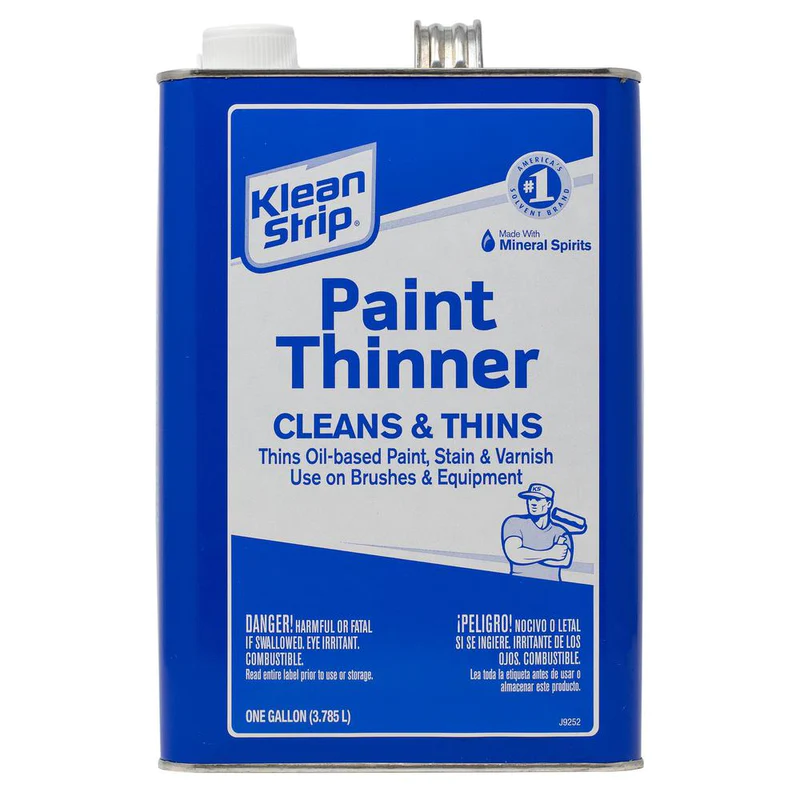 Klean
Strip®
AMERICA'S
#1
SOLVENT BRAND
Made With
Mineral Spirits
Paint
Thinner
CLEANS & THINS
Thins Oil-based Paint, Stain & Varnish
Use on Brushes & Equipment
KS
DANGER! HARMFUL OR FATAL
IF SWALLOWED. EYE IRRITANT.
COMBUSTIBLE.
Read entire label prior to use or storage.
¡PELIGRO! NOCIVO O LETAL
SI SE INGIERE. IRRITANTE DE LOS
OJOS. COMBUSTIBLE.
Lea toda la etiqueta antes de usar o
almacenar este producto.
ONE GALLON (3.785 L)
J9252